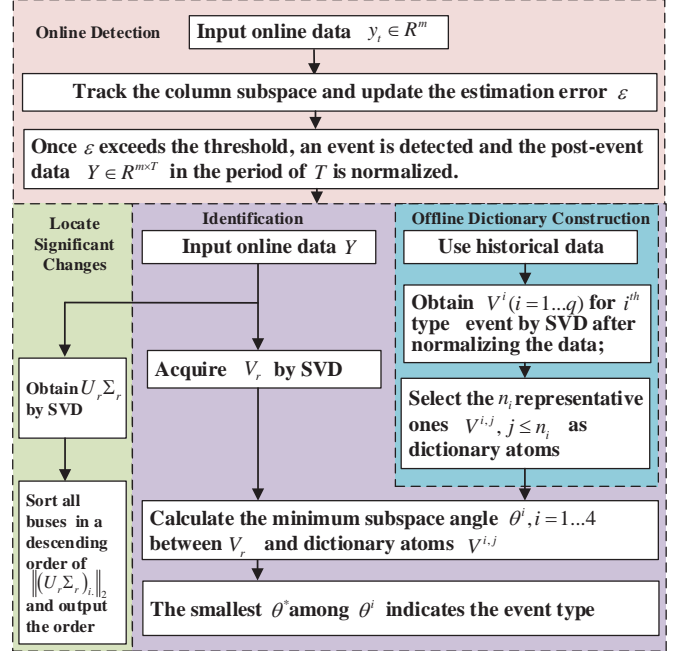 Online Detection
Input online data y_t ∈ R^m
Track the column subspace and update the estimation error ε
Once ε exceeds the threshold, an event is detected and the post-event
data Y ∈ R^{m×T} in the period of T is normalized.
Locate
Significant
Changes
Identification
Offline Dictionary Construction
Input online data Y
Use historical data
Obtain V^i (i = 1...q) for i^{th}
type event by SVD after
normalizing the data;
Obtain U_r Σ_r
by SVD
Acquire V_r by SVD
Select the n_i representative
ones V^{i,j}, j ≤ n_i as
dictionary atoms
Sort all
buses in a
descending
order of
‖(U_r Σ_r)_{i.}‖_2
and output
the order
Calculate the minimum subspace angle θ^i, i = 1...4
between V_r and dictionary atoms V^{i,j}
The smallest θ^* among θ^i indicates the event type